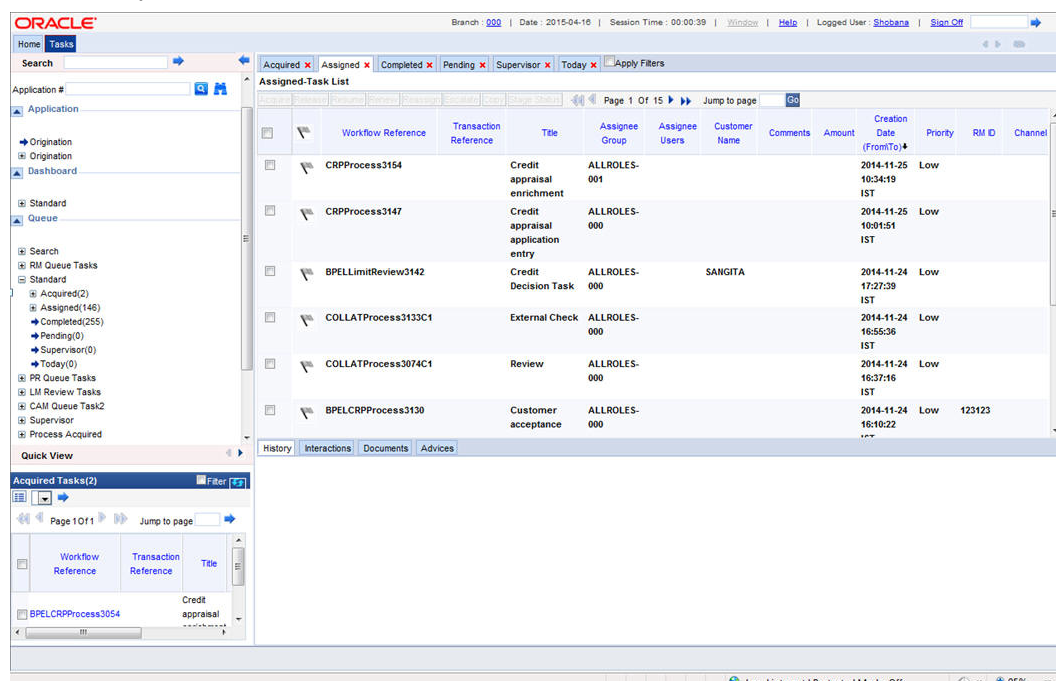 ORACLE
Branch : 000 | Date : 2015-04-16 | Session Time : 00:00:39 | Window | Help | Logged User : Shobana | Sign Off
Home Tasks
Search
Application #
Application
Origination
Origination
Dashboard
Standard
Queue
Search
RM Queue Tasks
Standard
Acquired(2)
Assigned(146)
Completed(255)
Pending(0)
Supervisor(0)
Today(0)
PR Queue Tasks
LM Review Tasks
CAM Queue Task2
Supervisor
Process Acquired
Quick View
Acquired Tasks(2) Filter
Page 1 Of 1 Jump to page
Workflow Reference
Transaction Reference
Title
BPELCRPProcess3054
Credit
appraisal
Acquired Assigned Completed Pending Supervisor Today Apply Filters
Assigned-Task List
Page 1 Of 15 Jump to page Go
Workflow Reference
Transaction Reference
Title
Assignee Group
Assignee Users
Customer Name
Comments
Amount
Creation Date (From\To)
Priority
RM ID
Channel
CRPProcess3154 Credit ALLROLES- 2014-11-25 Low
appraisal 001 10:34:19
enrichment IST
CRPProcess3147 Credit ALLROLES- 2014-11-25 Low
appraisal 000 10:01:51
application IST
entry
BPELLimitReview3142 Credit ALLROLES- SANGITA 2014-11-24 Low
Decision Task 000 17:27:39
IST
COLLATProcess3133C1 External Check ALLROLES- 2014-11-24 Low
000 16:55:36
IST
COLLATProcess3074C1 Review ALLROLES- 2014-11-24 Low
000 16:37:16
IST
BPELCRPProcess3130 Customer ALLROLES- 2014-11-24 Low 123123
acceptance 000 16:10:22
History Interactions Documents Advices